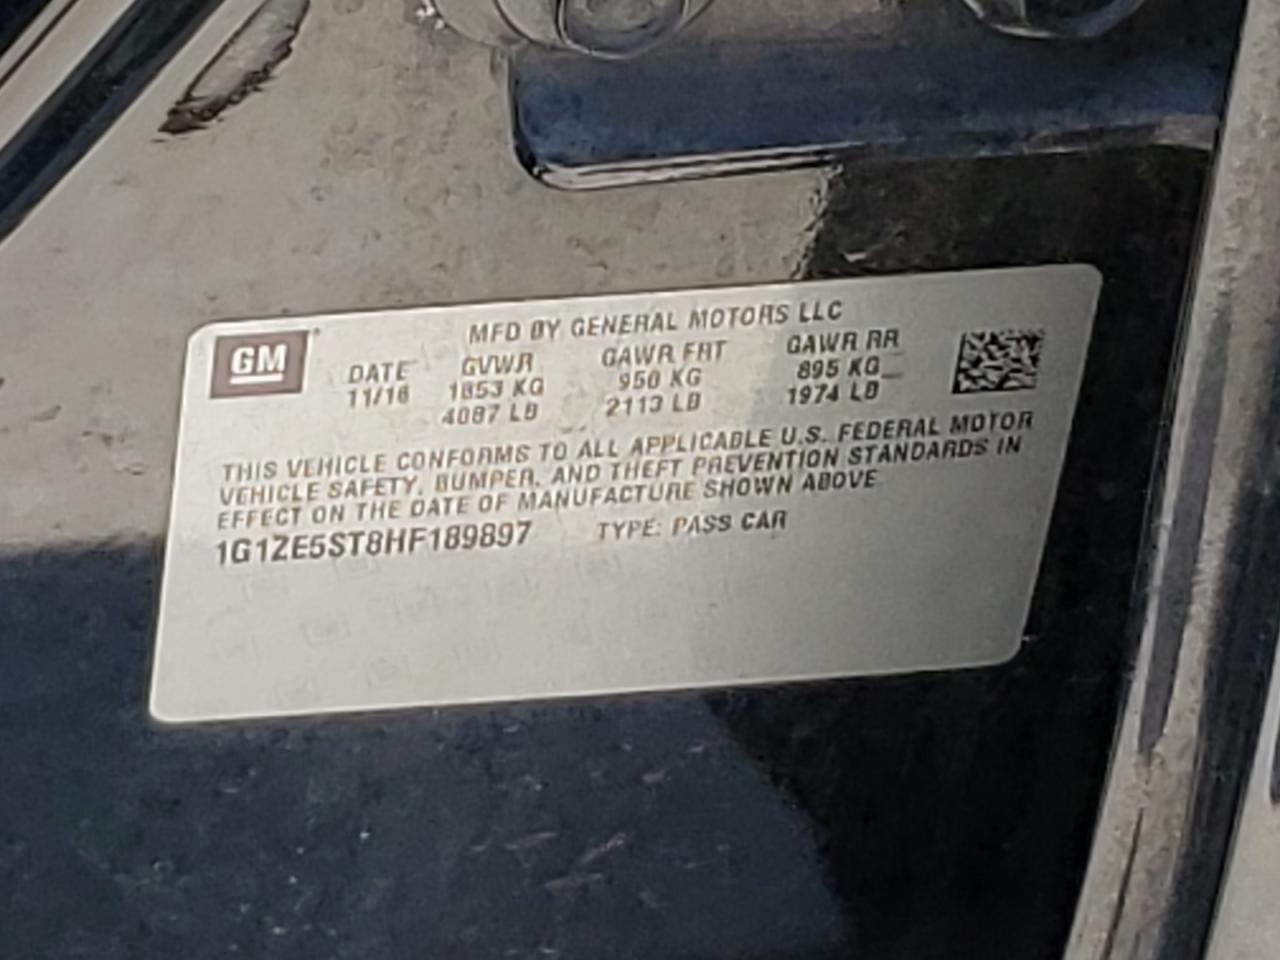 GM
MFD BY GENERAL MOTORS LLC
DATE GVWR GAWR FRT GAWR RR
11/16 1853 KG 958 KG 895 KG
4087 LB 2113 LB 1974 LB
THIS VEHICLE CONFORMS TO ALL APPLICABLE U.S. FEDERAL MOTOR
VEHICLE SAFETY, BUMPER, AND THEFT PREVENTION STANDARDS IN
EFFECT ON THE DATE OF MANUFACTURE SHOWN ABOVE
1G1ZE5ST8HF189897 TYPE: PASS CAR